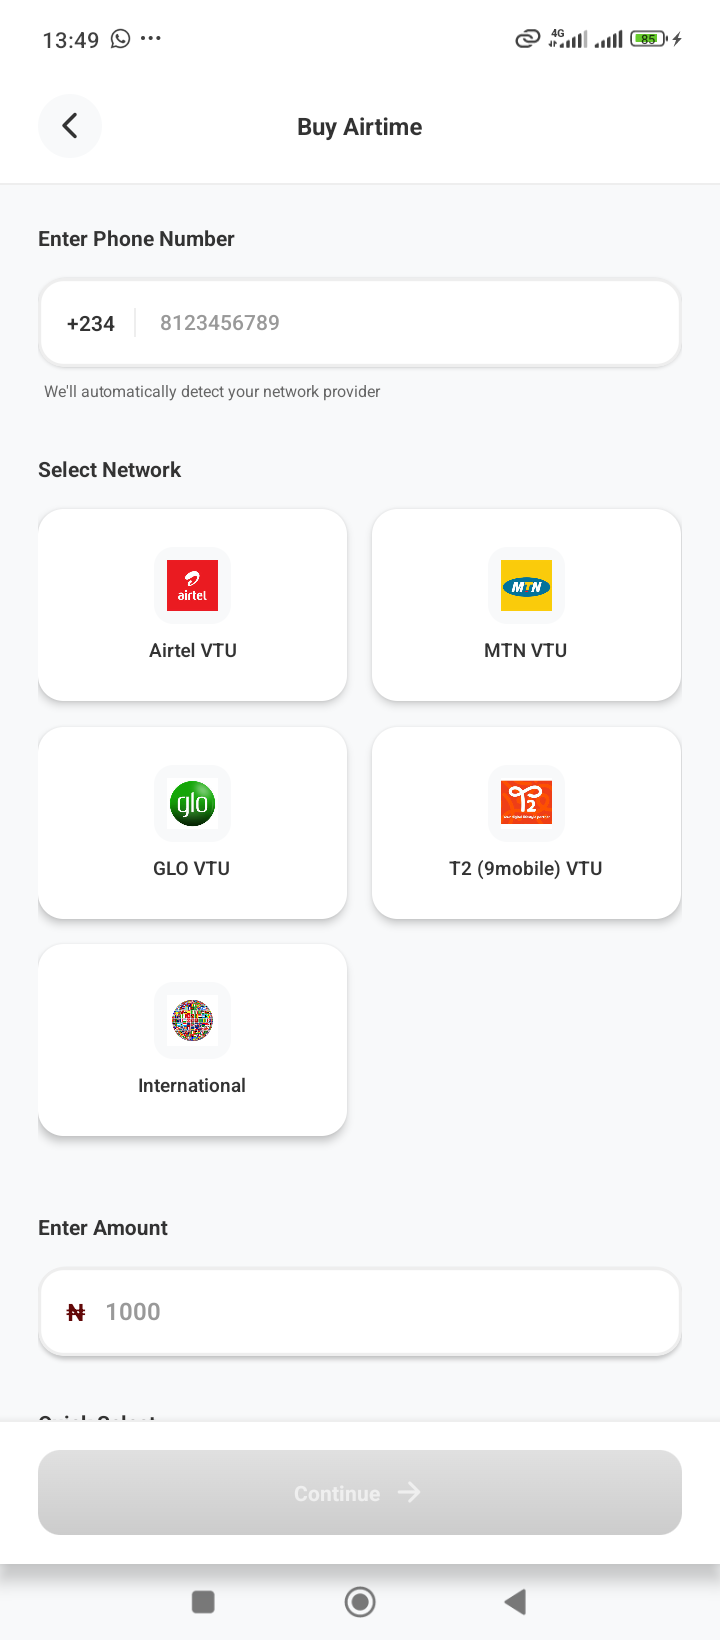 13:49
4G
85
Buy Airtime
Enter Phone Number
+234 8123456789
We'll automatically detect your network provider
Select Network
airtel
MTN
Airtel VTU
MTN VTU
glo
T2
GLO VTU
T2 (9mobile) VTU
International
Enter Amount
₦ 1000
Quick Select
Continue